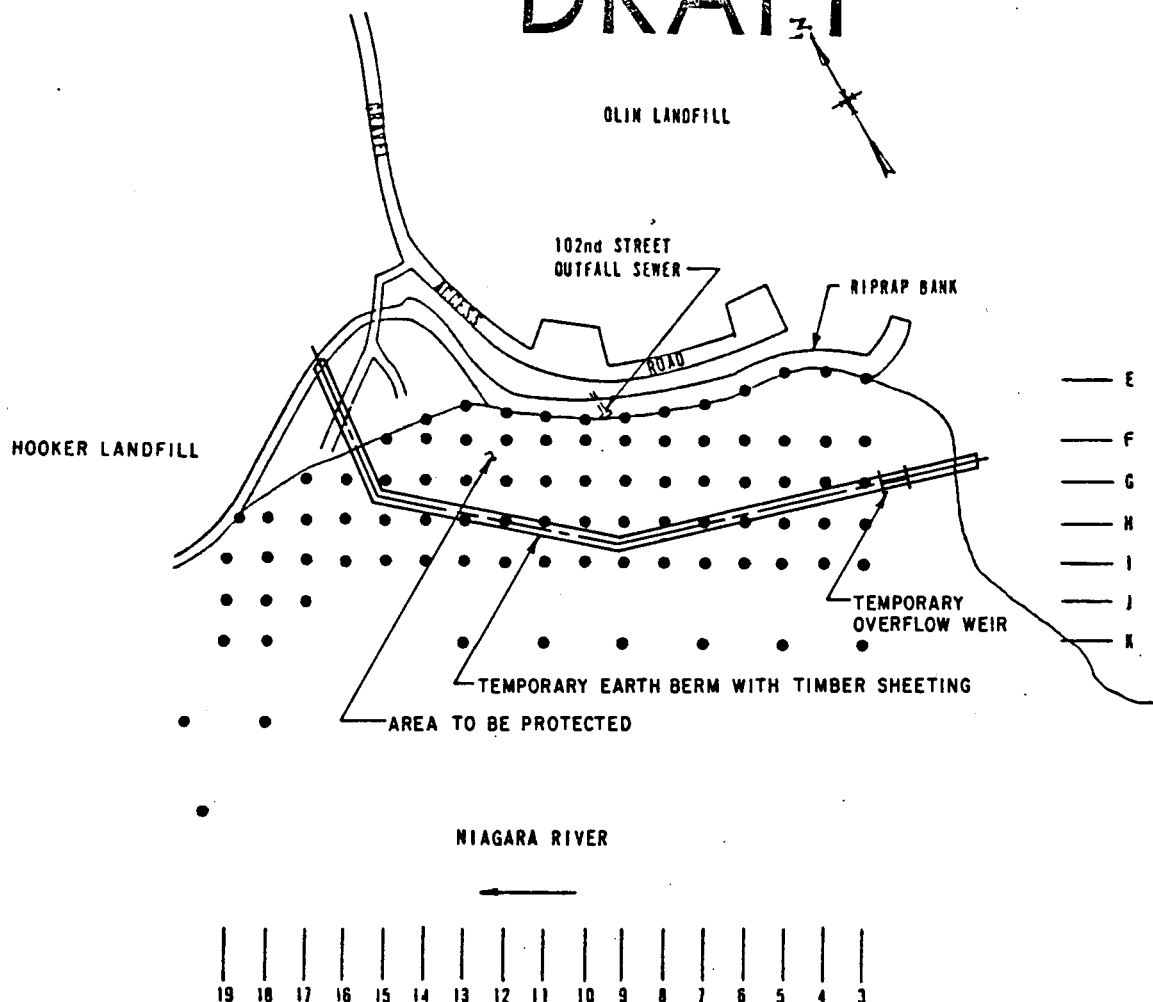 DRAFT
N
OLIN LANDFILL
GRAVEL
102nd STREET
OUTFALL SEWER
RIPRAP BANK
ACCESS
ROAD
E
HOOKER LANDFILL
F
G
H
I
TEMPORARY
OVERFLOW WEIR
J
K
TEMPORARY EARTH BERM WITH TIMBER SHEETING
AREA TO BE PROTECTED
NIAGARA RIVER
19 18 17 16 15 14 13 12 11 10 9 8 7 6 5 4 3